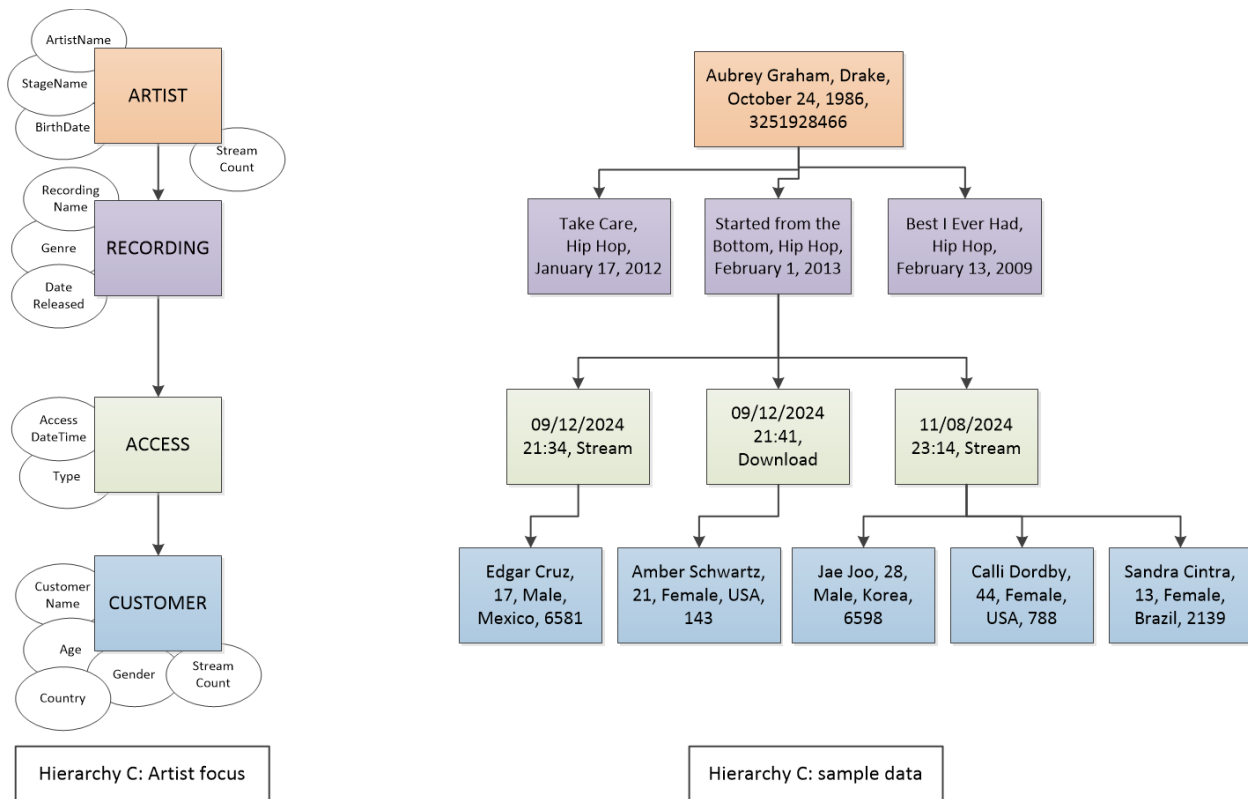 ArtistName
StageName
ARTIST
BirthDate
Stream
Count
Recording
Name
Genre
RECORDING
Date
Released
Access
DateTime
ACCESS
Type
Customer
Name
CUSTOMER
Age
Gender
Stream
Count
Country
Hierarchy C: Artist focus
Aubrey Graham, Drake,
October 24, 1986,
3251928466
Take Care,
Hip Hop,
January 17, 2012
Started from the
Bottom, Hip Hop,
February 1, 2013
Best I Ever Had,
Hip Hop,
February 13, 2009
09/12/2024
21:34, Stream
09/12/2024
21:41,
Download
11/08/2024
23:14, Stream
Edgar Cruz,
17, Male,
Mexico, 6581
Amber Schwartz,
21, Female, USA,
143
Jae Joo, 28,
Male, Korea,
6598
Calli Dordby,
44, Female,
USA, 788
Sandra Cintra,
13, Female,
Brazil, 2139
Hierarchy C: sample data